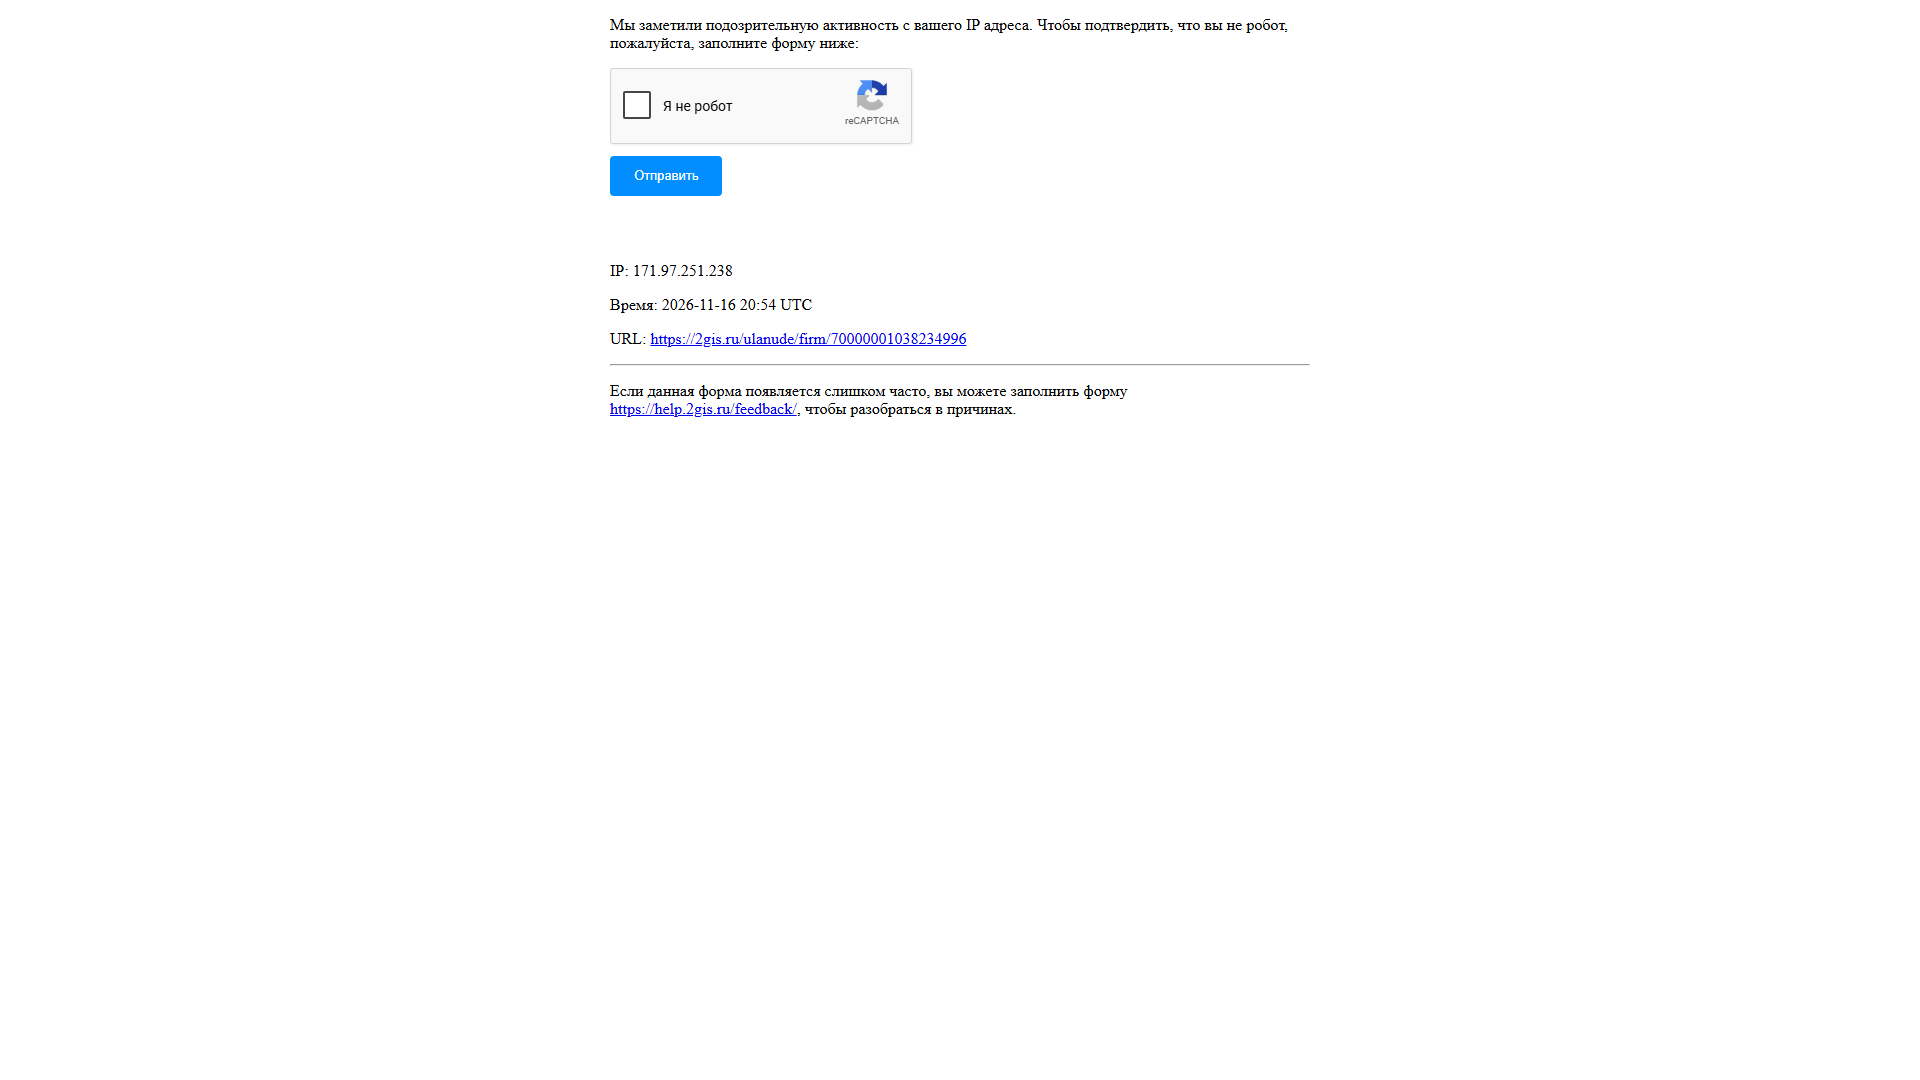 Мы заметили подозрительную активность с вашего IP адреса. Чтобы подтвердить, что вы не робот,
пожалуйста, заполните форму ниже:
Я не робот
reCAPTCHA
Отправить
IP: 171.97.251.238
Время: 2026-11-16 20:54 UTC
URL: https://2gis.ru/ulanude/firm/70000001038234996
Если данная форма появляется слишком часто, вы можете заполнить форму
https://help.2gis.ru/feedback/, чтобы разобраться в причинах.